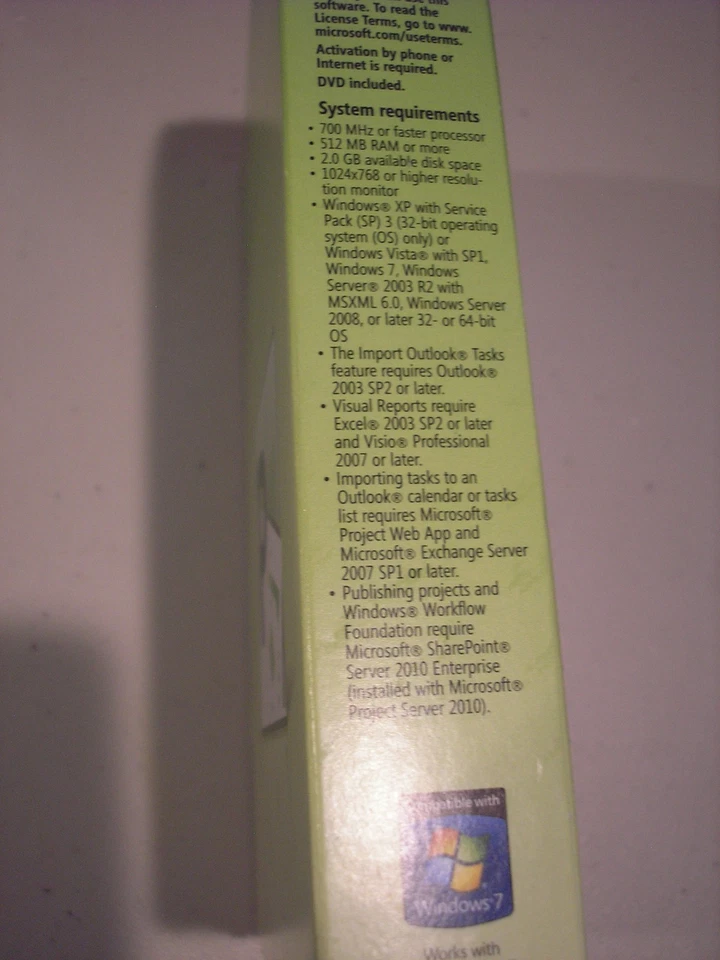 software. To read the
License Terms, go to www.
microsoft.com/useterms.
Activation by phone or
Internet is required.
DVD included.
System requirements
• 700 MHz or faster processor
• 512 MB RAM or more
• 2.0 GB available disk space
• 1024x768 or higher resolu-
tion monitor
• Windows® XP with Service
Pack (SP) 3 (32-bit operating
system (OS) only) or
Windows Vista® with SP1,
Windows 7, Windows
Server® 2003 R2 with
MSXML 6.0, Windows Server
2008, or later 32- or 64-bit
OS
• The Import Outlook® Tasks
feature requires Outlook®
2003 SP2 or later.
• Visual Reports require
Excel® 2003 SP2 or later
and Visio® Professional
2007 or later.
• Importing tasks to an
Outlook® calendar or tasks
list requires Microsoft®
Project Web App and
Microsoft® Exchange Server
2007 SP1 or later.
• Publishing projects and
Windows® Workflow
Foundation require
Microsoft® SharePoint®
Server 2010 Enterprise
(installed with Microsoft®
Project Server 2010).
Compatible with
Windows® 7
Works with